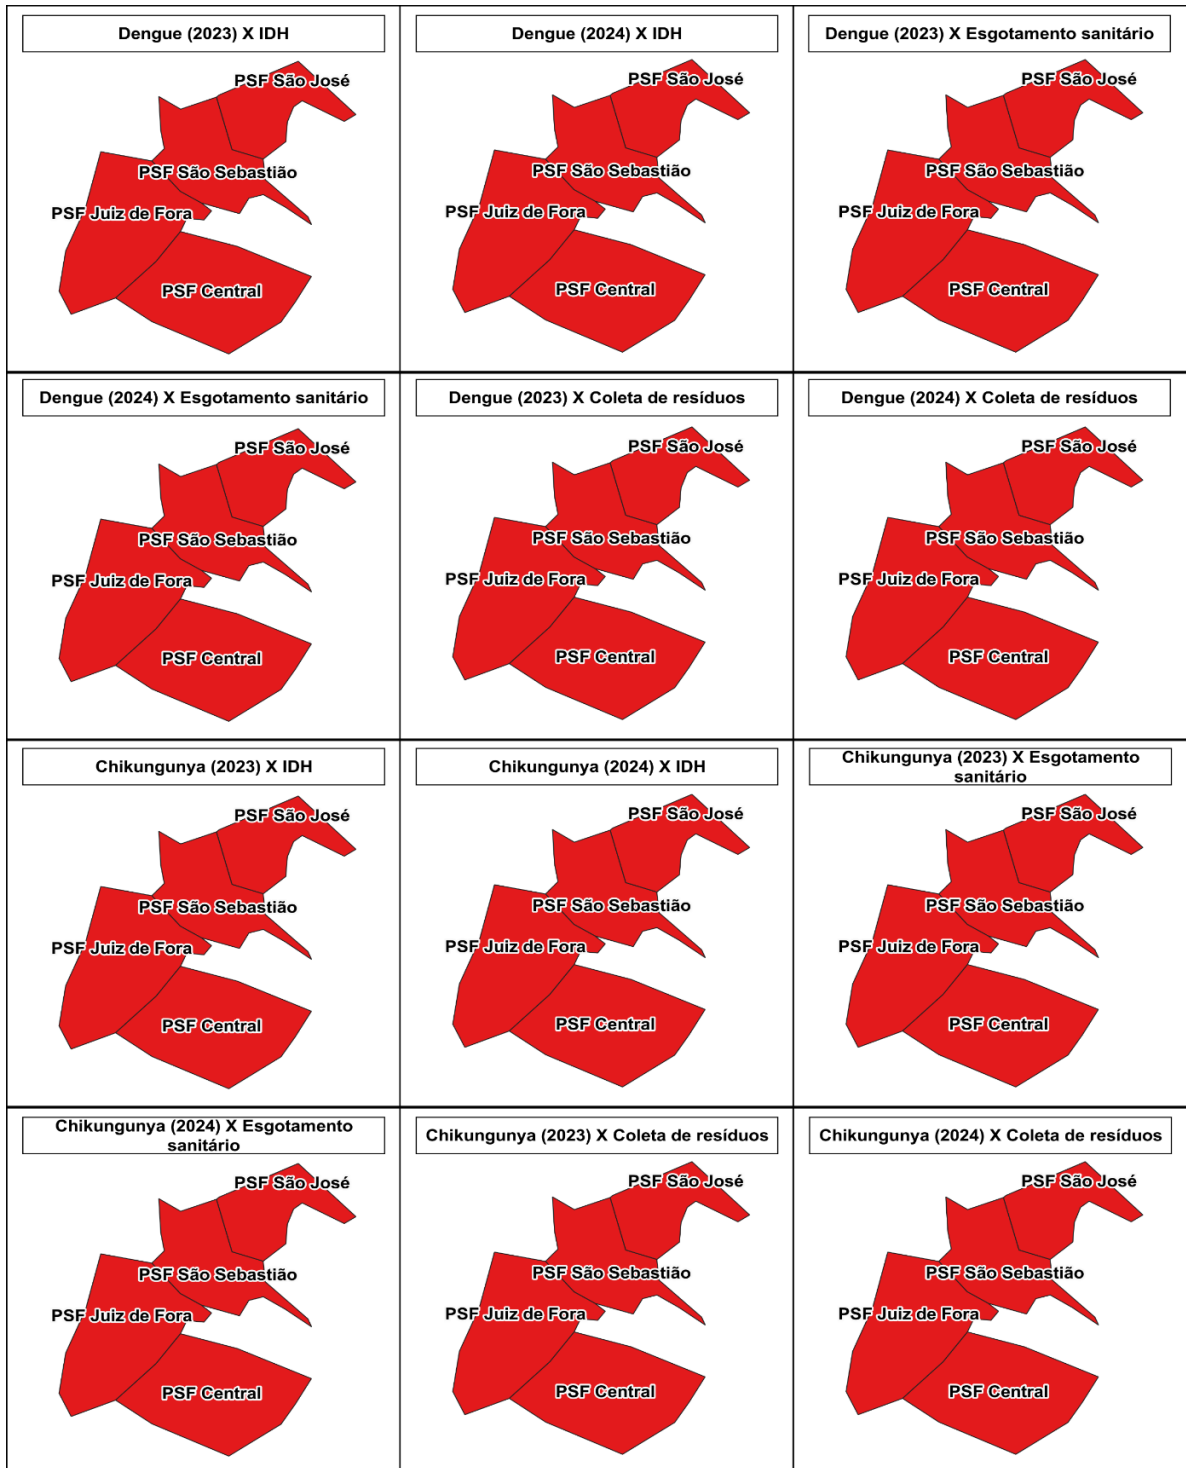 Dengue (2023) X IDH
PSF São José
PSF São Sebastião
PSF Juiz de Fora
PSF Central
Dengue (2024) X IDH
PSF São José
PSF São Sebastião
PSF Juiz de Fora
PSF Central
Dengue (2023) X Esgotamento sanitário
PSF São José
PSF São Sebastião
PSF Juiz de Fora
PSF Central
Dengue (2024) X Esgotamento sanitário
PSF São José
PSF São Sebastião
PSF Juiz de Fora
PSF Central
Dengue (2023) X Coleta de resíduos
PSF São José
PSF São Sebastião
PSF Juiz de Fora
PSF Central
Dengue (2024) X Coleta de resíduos
PSF São José
PSF São Sebastião
PSF Juiz de Fora
PSF Central
Chikungunya (2023) X IDH
PSF São José
PSF São Sebastião
PSF Juiz de Fora
PSF Central
Chikungunya (2024) X IDH
PSF São José
PSF São Sebastião
PSF Juiz de Fora
PSF Central
Chikungunya (2023) X Esgotamento
sanitário
PSF São José
PSF São Sebastião
PSF Juiz de Fora
PSF Central
Chikungunya (2024) X Esgotamento
sanitário
PSF São José
PSF São Sebastião
PSF Juiz de Fora
PSF Central
Chikungunya (2023) X Coleta de resíduos
PSF São José
PSF São Sebastião
PSF Juiz de Fora
PSF Central
Chikungunya (2024) X Coleta de resíduos
PSF São José
PSF São Sebastião
PSF Juiz de Fora
PSF Central